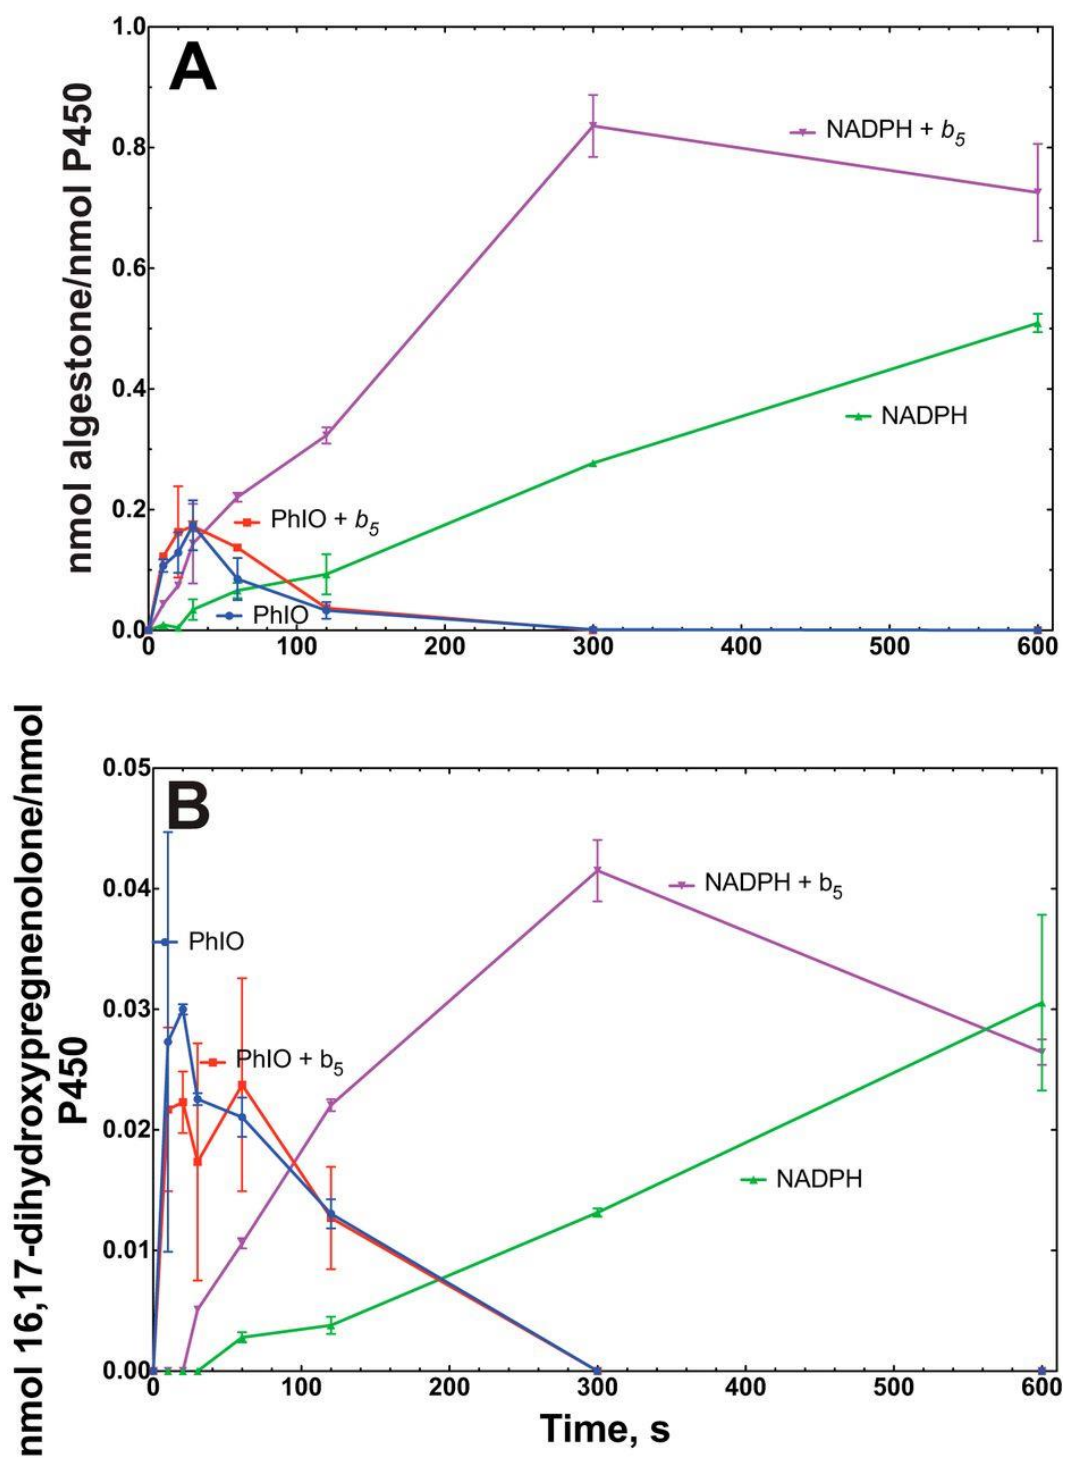 A
nmol algestone/nmol P450
1.0
0.8
0.6
0.4
0.2
0.0
NADPH + b5
NADPH
PhIO + b5
PhIO
0 100 200 300 400 500 600
B
nmol 16,17-dihydroxypregnenolone/nmol
P450
0.05
0.04
0.03
0.02
0.01
0.00
NADPH + b5
PhIO
PhIO + b5
NADPH
0 100 200 300 400 500 600
Time, s